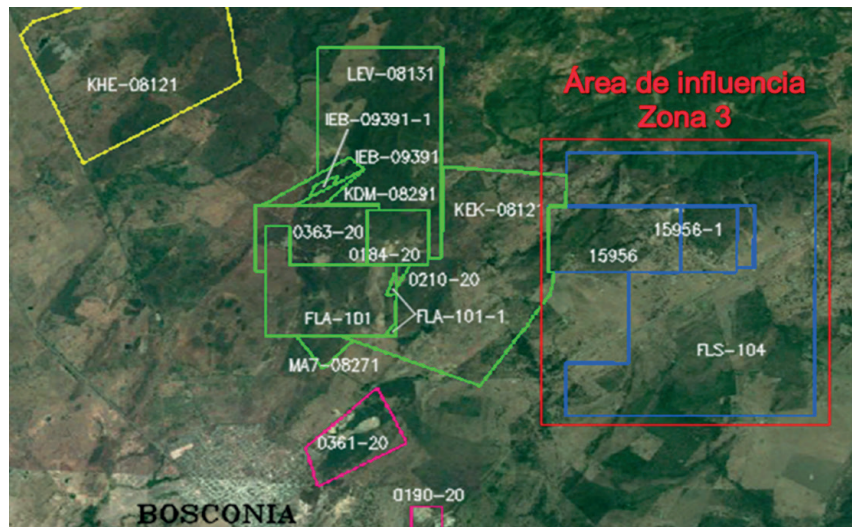 KHE-08121
LEV-08131
Área de influencia
Zona 3
IEB-09391-1
IEB-09391
KDM-08291
KEK-08121
0363-20
15956-1
0184-20
15956
0210-20
FLA-101
FLA-101-1
FLS-104
MA7-08271
0361-20
0190-20
BOSCONIA